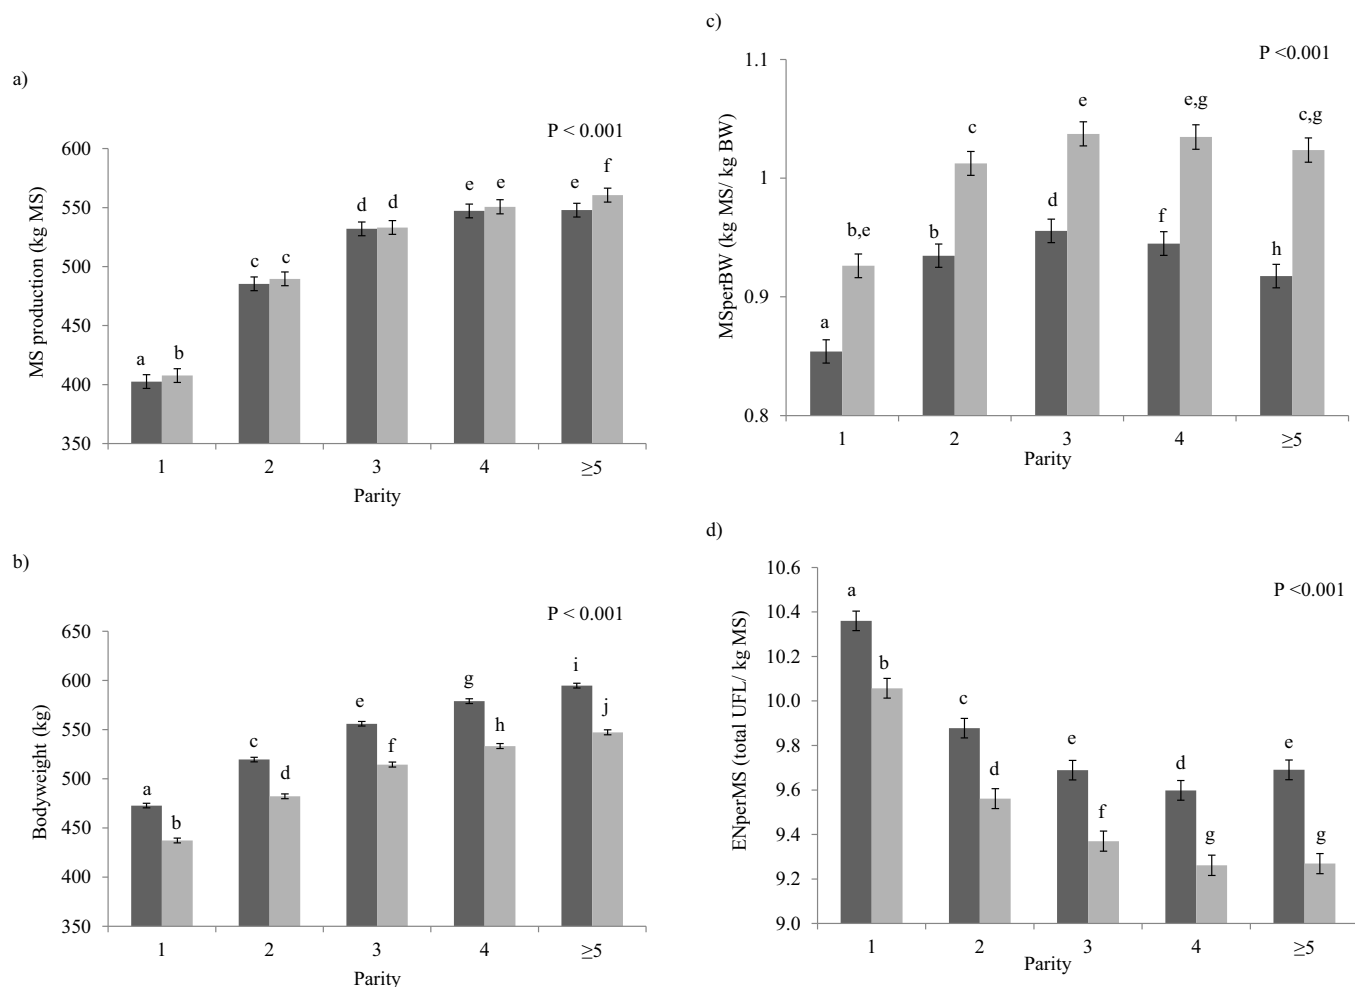 a)
P < 0.001
MS production (kg MS)
600
550
500
450
400
350
a b c c d d e e e f
1 2 3 4 ≥5
Parity
b)
P < 0.001
Bodyweight (kg)
650
600
550
500
450
400
350
a b c d e f g h i j
1 2 3 4 ≥5
Parity
c)
P <0.001
MSperBW (kg MS/ kg BW)
1.1
1
0.9
0.8
a b,e b c d e f e,g h c,g
1 2 3 4 ≥5
Parity
d)
P <0.001
ENperMS (total UFL/ kg MS)
10.6
10.4
10.2
10.0
9.8
9.6
9.4
9.2
9.0
a b c d e f d g e g
1 2 3 4 ≥5
Parity